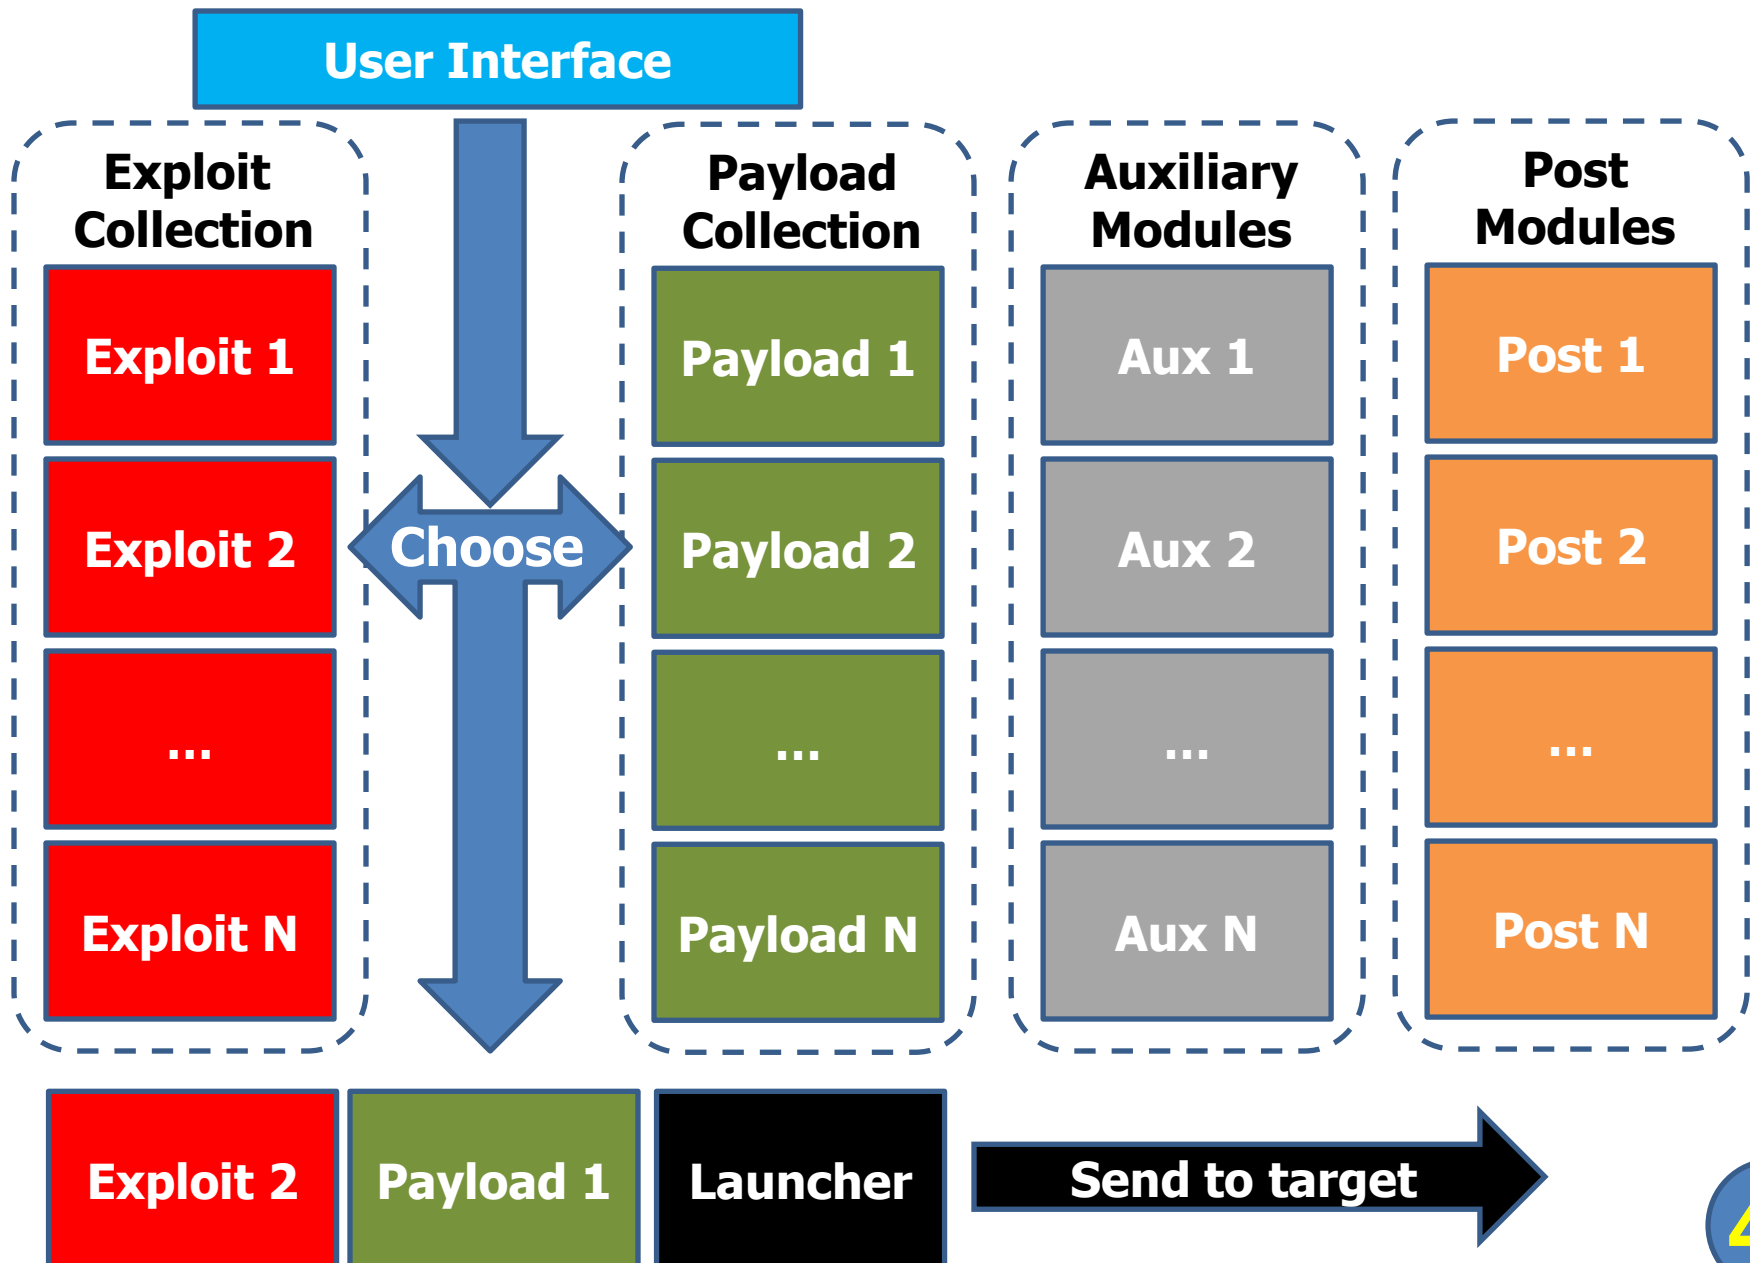 User Interface
Exploit
Collection
Exploit 1
Exploit 2
...
Exploit N
Choose
Payload
Collection
Payload 1
Payload 2
...
Payload N
Auxiliary
Modules
Aux 1
Aux 2
...
Aux N
Post
Modules
Post 1
Post 2
...
Post N
Exploit 2
Payload 1
Launcher
Send to target